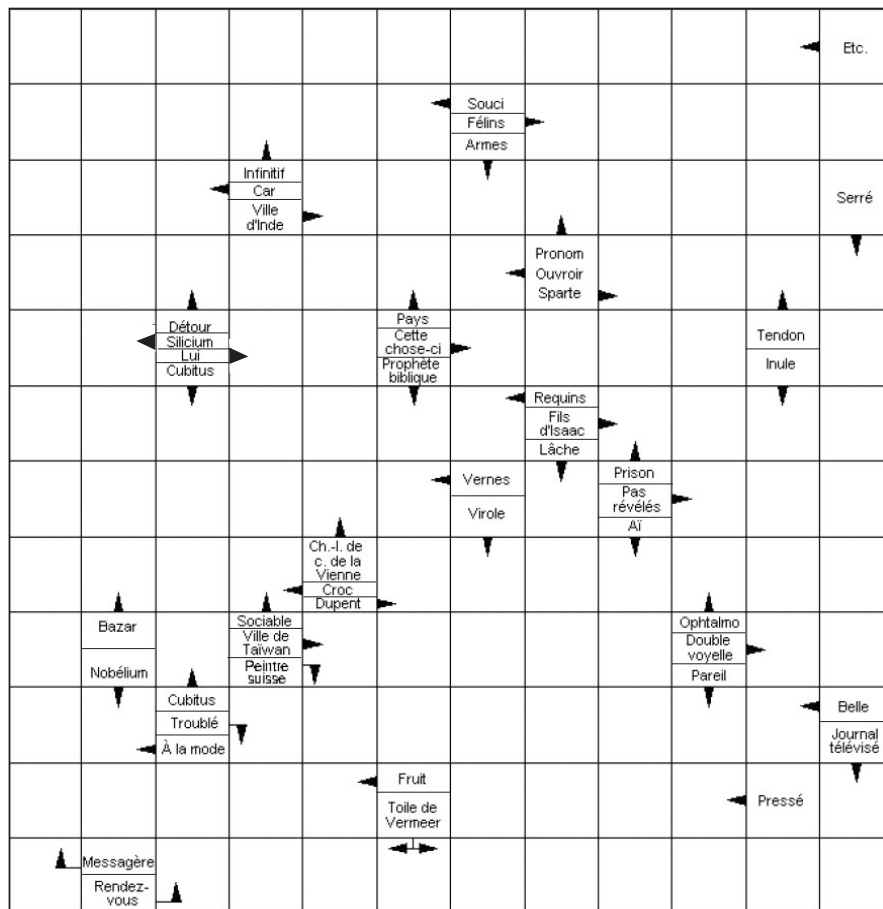 Etc.
Souci
Félins
Armes
Infinitif
Car
Ville
d'Inde
Serré
Pronom
Ouvroir
Sparte
Détour
Silicium
Lui
Cubitus
Pays
Cette
chose-ci
Prophète
biblique
Tendon
Inule
Requins
Fils
d'Isaac
Lâche
Vernes
Virole
Prison
Pas
révélés
Aï
Ch.-l. de
c. de la
Vienne
Croc
Dupent
Bazar
Nobélium
Sociable
Ville de
Taïwan
Peintre
suisse
Ophtalmo
Double
voyelle
Pareil
Cubitus
Troublé
À la mode
Belle
Journal
télévisé
Fruit
Toile de
Vermeer
Pressé
Messagère
Rendez-
vous